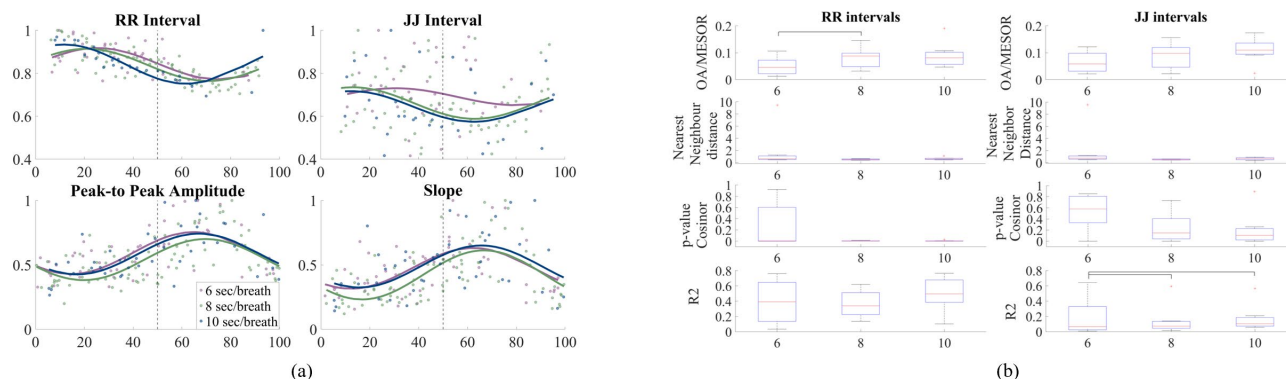 RR Interval
JJ Interval
1
0.8
0.6
0.4
0 20 40 60 80 100
1
0.8
0.6
0.4
0 20 40 60 80 100
Peak-to Peak Amplitude
Slope
1
0.5
0
0 20 40 60 80 100
6 sec/breath
8 sec/breath
10 sec/breath
1
0.5
0
0 20 40 60 80 100
(a)
RR intervals
JJ intervals
OA/MESOR
0.2
0.1
0
6 8 10
OA/MESOR
0.2
0.1
0
6 8 10
Nearest
Neighbour
distance
10
8
6
4
2
0
6 8 10
Nearest
Neighbor
Distance
10
8
6
4
2
0
6 8 10
p-value
Cosinor
1
0.8
0.6
0.4
0.2
0
6 8 10
p-value
Cosinor
1
0.8
0.6
0.4
0.2
0
6 8 10
R2
0.8
0.6
0.4
0.2
0
6 8 10
R2
0.8
0.6
0.4
0.2
0
6 8 10
(b)